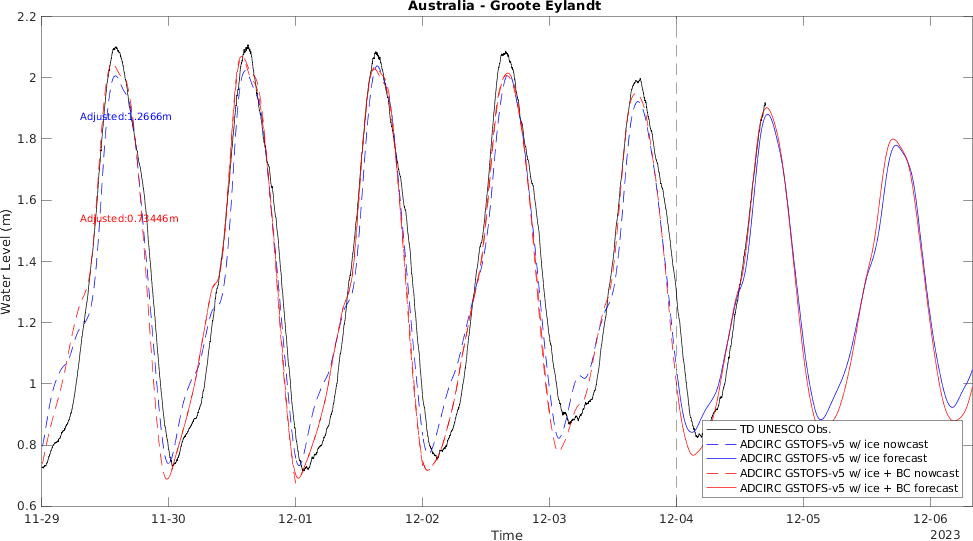 Australia - Groote Eylandt
2.2
2
1.8
1.6
1.4
1.2
1
0.8
0.6
Water Level (m)
Adjusted:1.2666m
Adjusted:0.73446m
TD UNESCO Obs.
ADCIRC GSTOFS-v5 w/ ice nowcast
ADCIRC GSTOFS-v5 w/ ice forecast
ADCIRC GSTOFS-v5 w/ ice + BC nowcast
ADCIRC GSTOFS-v5 w/ ice + BC forecast
11-29 11-30 12-01 12-02 12-03 12-04 12-05 12-06
Time
2023